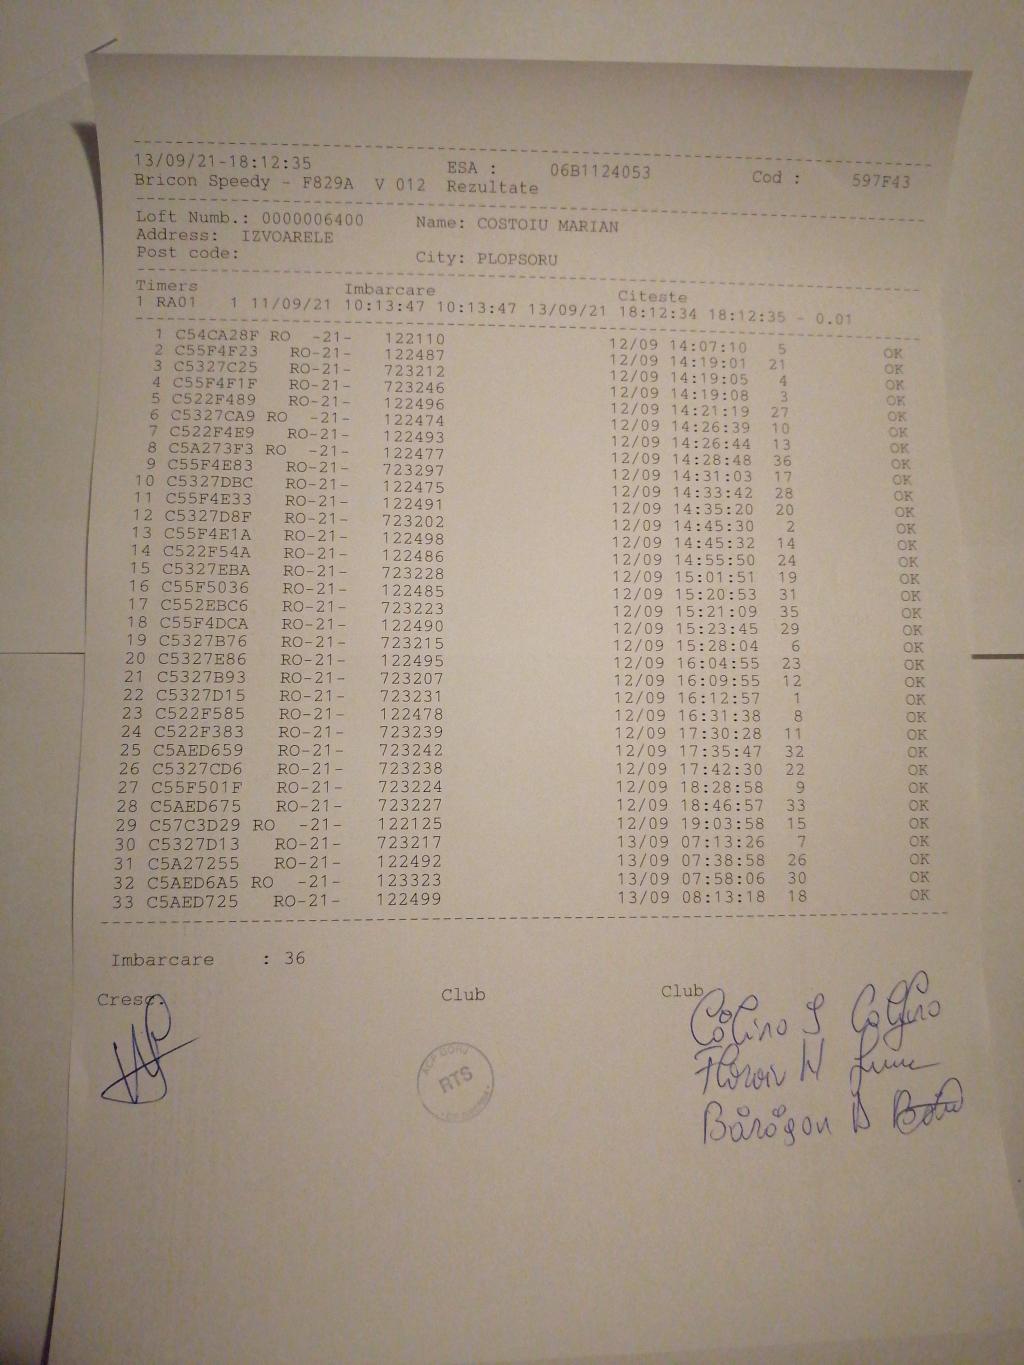 13/09/21-18:12:35 ESA : 06B1124053 Cod : 597F43
Bricon Speedy - F829A V 012 Rezultate
Loft Numb.: 0000006400 Name: COSTOIU MARIAN
Address: IZVOARELE
Post code: City: PLOPSORU
Timers Imbarcare Citeste
1 RA01 1 11/09/21 10:13:47 10:13:47 13/09/21 18:12:34 18:12:35 - 0.01
1 C54CA28F RO -21- 122110 12/09 14:07:10 5 OK
2 C55F4F23 RO-21- 122487 12/09 14:19:01 21 OK
3 C5327C25 RO-21- 723212 12/09 14:19:05 4 OK
4 C55F4F1F RO-21- 723246 12/09 14:19:08 3 OK
5 C522F489 RO-21- 122496 12/09 14:21:19 27 OK
6 C5327CA9 RO -21- 122474 12/09 14:26:39 10 OK
7 C522F4E9 RO-21- 122493 12/09 14:26:44 13 OK
8 C5A273F3 RO -21- 122477 12/09 14:28:48 36 OK
9 C55F4E83 RO-21- 723297 12/09 14:31:03 17 OK
10 C5327DBC RO-21- 122475 12/09 14:33:42 28 OK
11 C55F4E33 RO-21- 122491 12/09 14:35:20 20 OK
12 C5327D8F RO-21- 723202 12/09 14:45:30 2 OK
13 C55F4E1A RO-21- 122498 12/09 14:45:32 14 OK
14 C522F54A RO-21- 122486 12/09 14:55:50 24 OK
15 C5327EBA RO-21- 723228 12/09 15:01:51 19 OK
16 C55F5036 RO-21- 122485 12/09 15:20:53 31 OK
17 C552EBC6 RO-21- 723223 12/09 15:21:09 35 OK
18 C55F4DCA RO-21- 122490 12/09 15:23:45 29 OK
19 C5327B76 RO-21- 723215 12/09 15:28:04 6 OK
20 C5327E86 RO-21- 122495 12/09 16:04:55 23 OK
21 C5327B93 RO-21- 723207 12/09 16:09:55 12 OK
22 C5327D15 RO-21- 723231 12/09 16:12:57 1 OK
23 C522F585 RO-21- 122478 12/09 16:31:38 8 OK
24 C522F383 RO-21- 723239 12/09 17:30:28 11 OK
25 C5AED659 RO-21- 723242 12/09 17:35:47 32 OK
26 C5327CD6 RO-21- 723238 12/09 17:42:30 22 OK
27 C55F501F RO-21- 723224 12/09 18:28:58 9 OK
28 C5AED675 RO-21- 723227 12/09 18:46:57 33 OK
29 C57C3D29 RO -21- 122125 12/09 19:03:58 15 OK
30 C5327D13 RO-21- 723217 13/09 07:13:26 7 OK
31 C5A27255 RO-21- 122492 13/09 07:38:58 26 OK
32 C5AED6A5 RO -21- 123323 13/09 07:58:06 30 OK
33 C5AED725 RO-21- 122499 13/09 08:13:18 18 OK
Imbarcare : 36
Cresc. Club Club
RTS